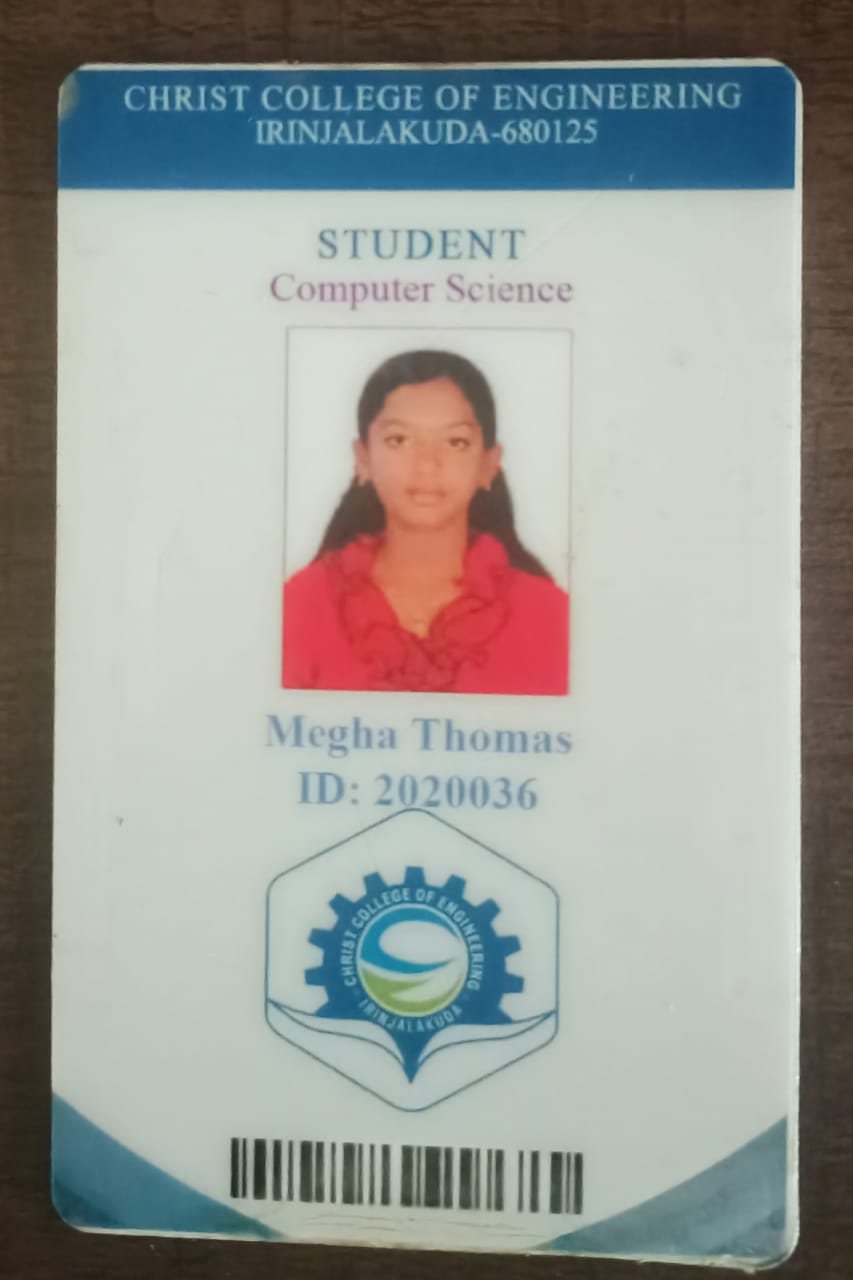 CHRIST COLLEGE OF ENGINEERING
IRINJALAKUDA-680125
STUDENT
Computer Science
Megha Thomas
ID: 2020036
CHRIST COLLEGE OF ENGINEERING
IRINJALAKUDA